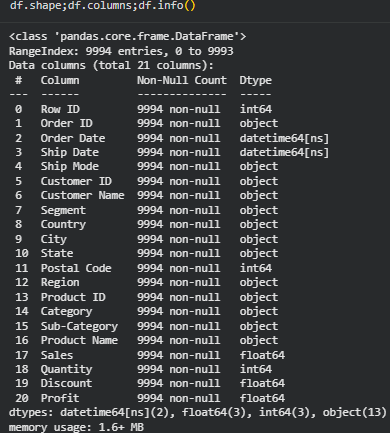 df.shape;df.columns;df.info()
<class 'pandas.core.frame.DataFrame'>
RangeIndex: 9994 entries, 0 to 9993
Data columns (total 21 columns):
 #   Column         Non-Null Count  Dtype
---  ------         --------------  -----
 0   Row ID         9994 non-null   int64
 1   Order ID       9994 non-null   object
 2   Order Date     9994 non-null   datetime64[ns]
 3   Ship Date      9994 non-null   datetime64[ns]
 4   Ship Mode      9994 non-null   object
 5   Customer ID    9994 non-null   object
 6   Customer Name  9994 non-null   object
 7   Segment        9994 non-null   object
 8   Country        9994 non-null   object
 9   City           9994 non-null   object
 10  State          9994 non-null   object
 11  Postal Code    9994 non-null   int64
 12  Region         9994 non-null   object
 13  Product ID     9994 non-null   object
 14  Category       9994 non-null   object
 15  Sub-Category   9994 non-null   object
 16  Product Name   9994 non-null   object
 17  Sales          9994 non-null   float64
 18  Quantity       9994 non-null   int64
 19  Discount       9994 non-null   float64
 20  Profit         9994 non-null   float64
dtypes: datetime64[ns](2), float64(3), int64(3), object(13)
memory usage: 1.6+ MB